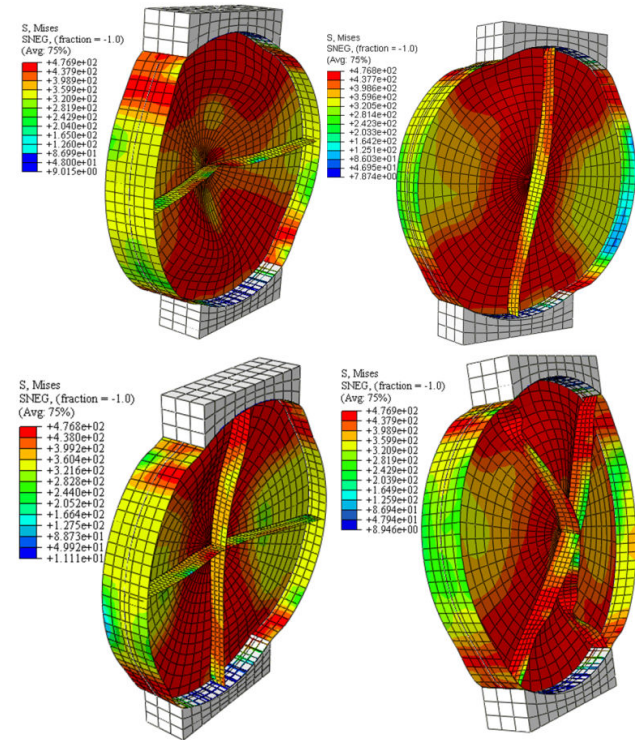 S, Mises
SNEG, (fraction = -1.0)
(Avg: 75%)
+4.769e+02
+4.379e+02
+3.989e+02
+3.599e+02
+3.209e+02
+2.819e+02
+2.429e+02
+2.040e+02
+1.650e+02
+1.260e+02
+8.699e+01
+4.800e+01
+9.015e+00
S, Mises
SNEG, (fraction = -1.0)
(Avg: 75%)
+4.768e+02
+4.377e+02
+3.986e+02
+3.596e+02
+3.205e+02
+2.814e+02
+2.423e+02
+2.033e+02
+1.642e+02
+1.251e+02
+8.603e+01
+4.695e+01
+7.874e+00
S, Mises
SNEG, (fraction = -1.0)
(Avg: 75%)
+4.768e+02
+4.380e+02
+3.992e+02
+3.604e+02
+3.216e+02
+2.828e+02
+2.440e+02
+2.052e+02
+1.664e+02
+1.275e+02
+8.873e+01
+4.992e+01
+1.111e+01
S, Mises
SNEG, (fraction = -1.0)
(Avg: 75%)
+4.769e+02
+4.379e+02
+3.989e+02
+3.599e+02
+3.209e+02
+2.819e+02
+2.429e+02
+2.039e+02
+1.649e+02
+1.259e+02
+8.694e+01
+4.794e+01
+8.946e+00